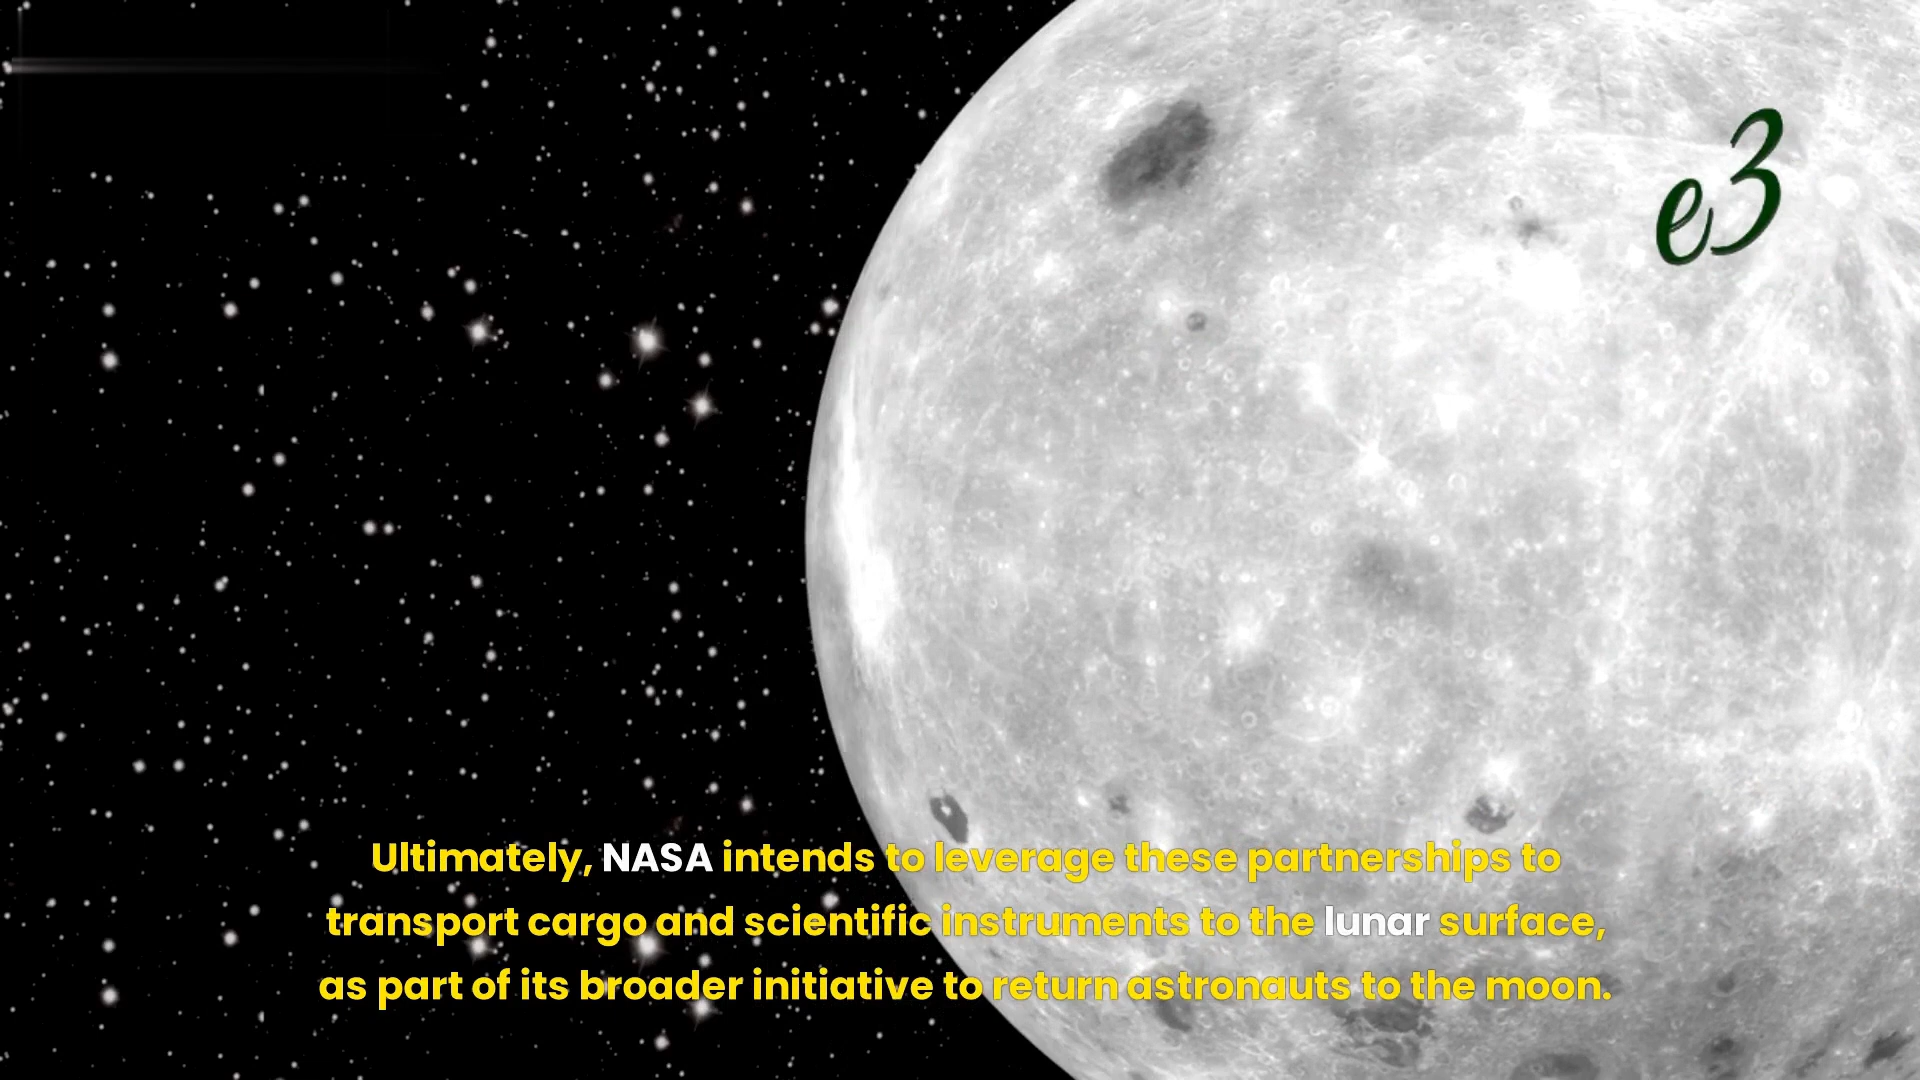 e3
Ultimately, NASA intends to leverage these partnerships to
transport cargo and scientific instruments to the lunar surface,
as part of its broader initiative to return astronauts to the moon.